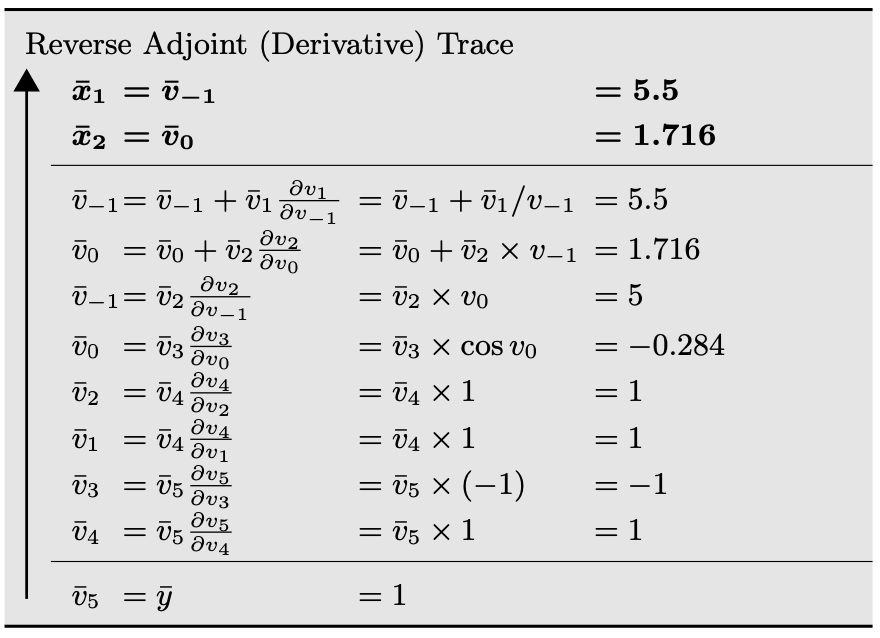 Reverse Adjoint (Derivative) Trace
x̄₁ = v̄₋₁ = 5.5
x̄₂ = v̄₀ = 1.716
v̄₋₁ = v̄₋₁ + v̄₁ ∂v₁/∂v₋₁ = v̄₋₁ + v̄₁/v₋₁ = 5.5
v̄₀ = v̄₀ + v̄₂ ∂v₂/∂v₀ = v̄₀ + v̄₂ × v₋₁ = 1.716
v̄₋₁ = v̄₂ ∂v₂/∂v₋₁ = v̄₂ × v₀ = 5
v̄₀ = v̄₃ ∂v₃/∂v₀ = v̄₃ × cos v₀ = −0.284
v̄₂ = v̄₄ ∂v₄/∂v₂ = v̄₄ × 1 = 1
v̄₁ = v̄₄ ∂v₄/∂v₁ = v̄₄ × 1 = 1
v̄₃ = v̄₅ ∂v₅/∂v₃ = v̄₅ × (−1) = −1
v̄₄ = v̄₅ ∂v₅/∂v₄ = v̄₅ × 1 = 1
v̄₅ = ȳ = 1